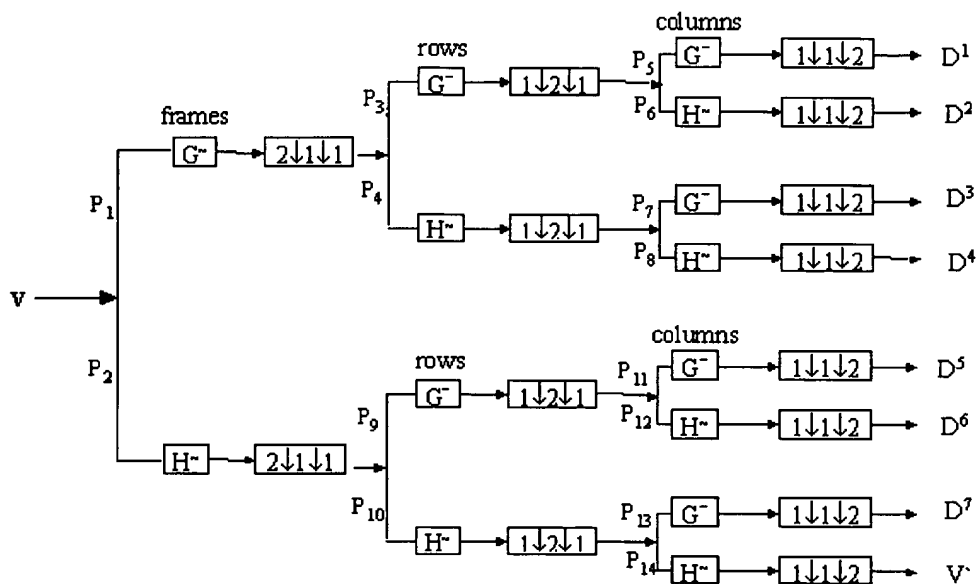 columns
rows
P₅ G⁻ 1↓1↓2 D¹
P₃ G⁻ 1↓2↓1
P₆ H~ 1↓1↓2 D²
frames
G~ 2↓1↓1
P₄
P₇ G⁻ 1↓1↓2 D³
P₁
H~ 1↓2↓1
P₈ H~ 1↓1↓2 D⁴
V
columns
P₂
rows
P₁₁ G⁻ 1↓1↓2 D⁵
G⁻ 1↓2↓1
P₉
P₁₂ H~ 1↓1↓2 D⁶
H~ 2↓1↓1
P₁₀
P₁₃ G⁻ 1↓1↓2 D⁷
H~ 1↓2↓1
P₁₄ H~ 1↓1↓2 V`